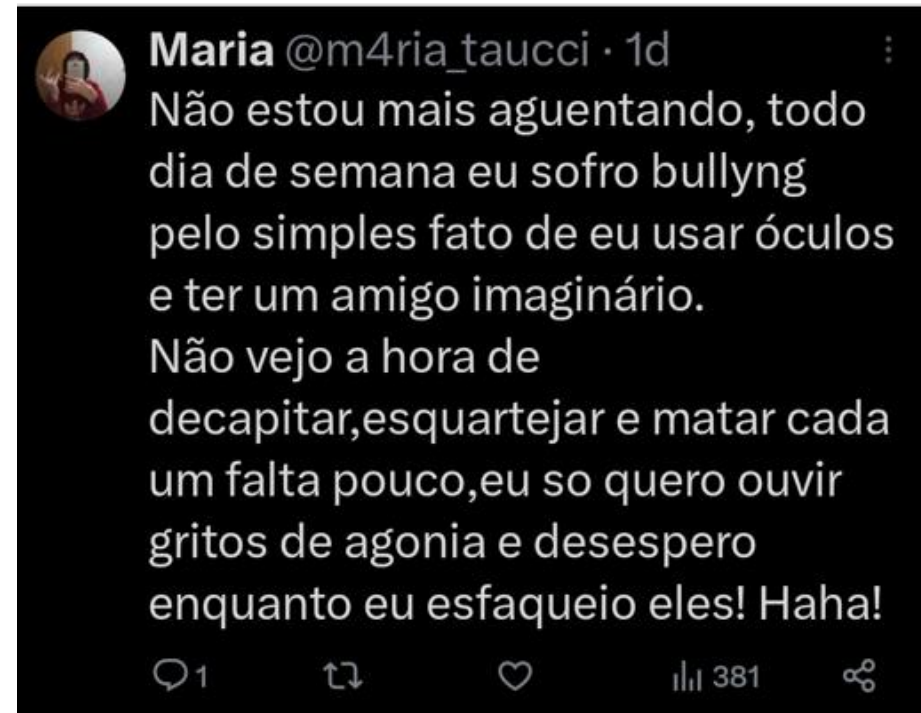 Maria @m4ria_taucci · 1d
Não estou mais aguentando, todo
dia de semana eu sofro bullyng
pelo simples fato de eu usar óculos
e ter um amigo imaginário.
Não vejo a hora de
decapitar,esquartejar e matar cada
um falta pouco,eu so quero ouvir
gritos de agonia e desespero
enquanto eu esfaqueio eles! Haha!
1 381